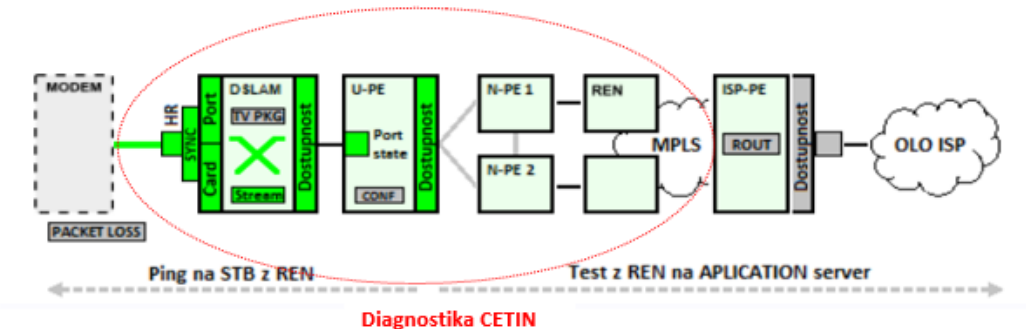 MODEM
PACKET LOSS
HR
SYNC
Card
Port
DSLAM
TV PKG
Stream
Dostupnost
U-PE
Port
state
CONF
Dostupnost
N-PE 1
N-PE 2
REN
MPLS
ISP-PE
ROUT
Dostupnost
OLO ISP
Ping na STB z REN
Test z REN na APLICATION server
Diagnostika CETIN